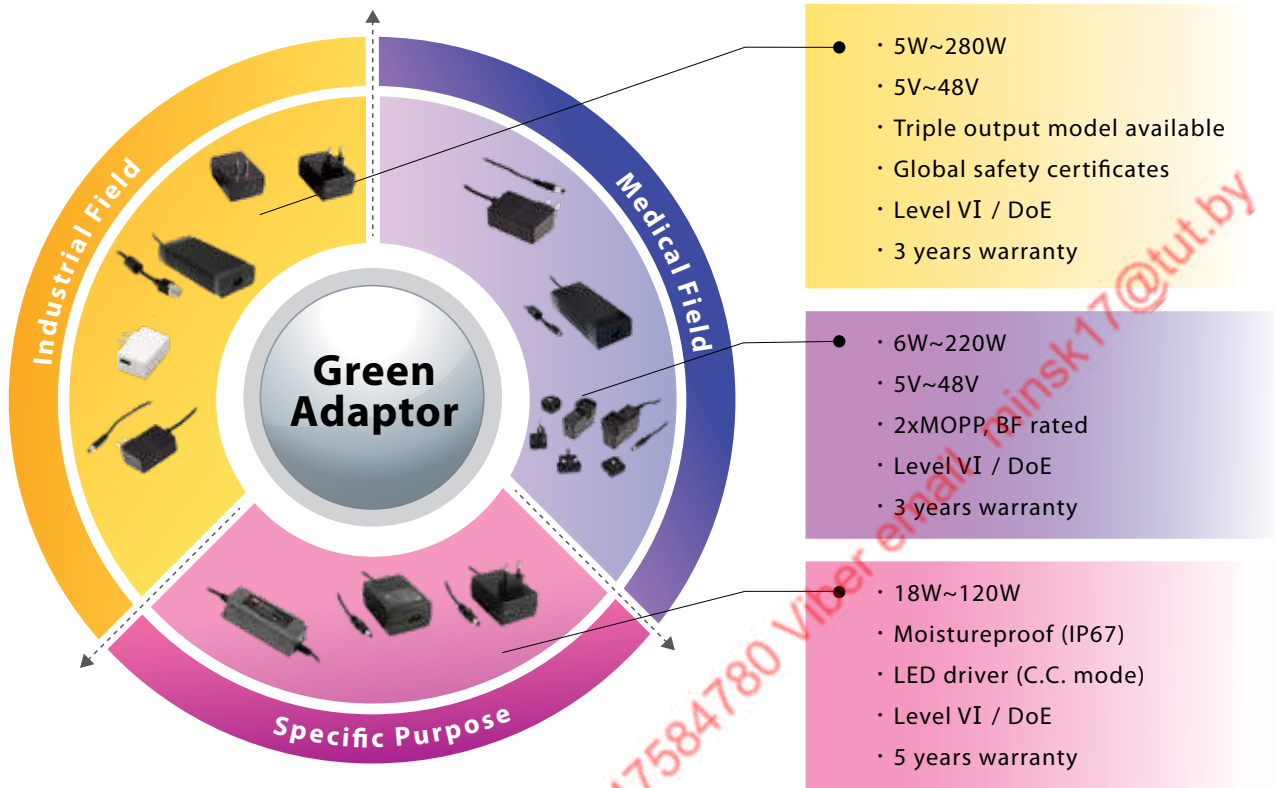 Green
Adaptor
Industrial Field
Medical Field
Specific Purpose
· 5W~280W
· 5V~48V
· Triple output model available
· Global safety certificates
· Level VI / DoE
· 3 years warranty
· 6W~220W
· 5V~48V
· 2xMOPP, BF rated
· Level VI / DoE
· 3 years warranty
· 18W~120W
· Moistureproof (IP67)
· LED driver (C.C. mode)
· Level VI / DoE
· 5 years warranty
17584780 Viber email minsk17@tut.by